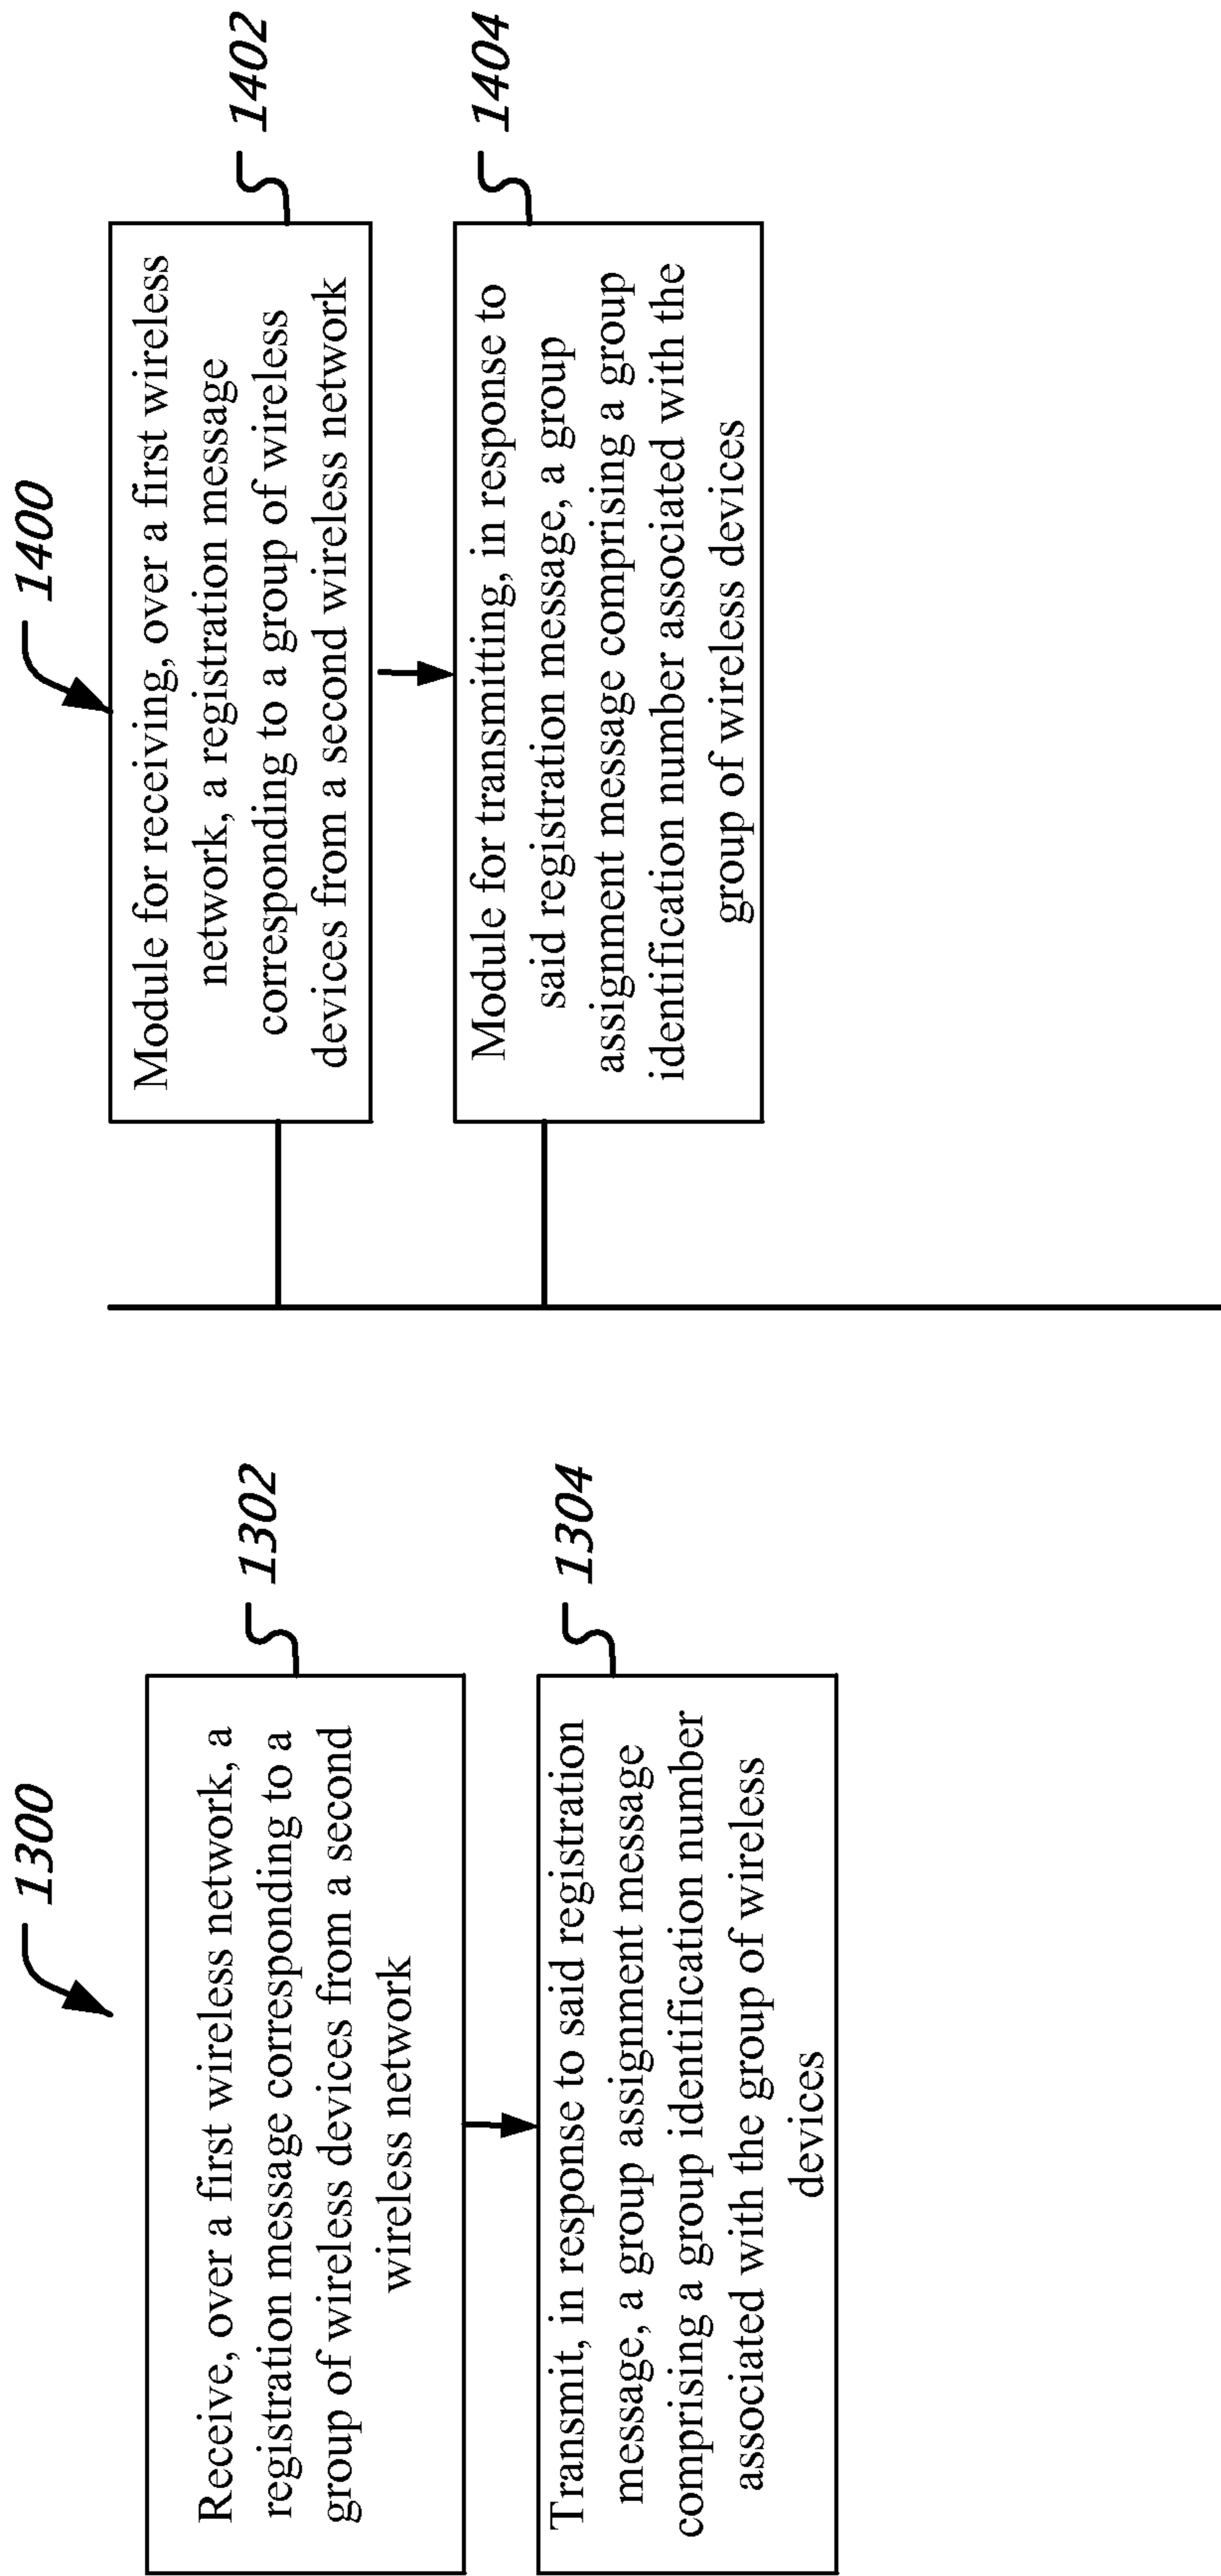 1300
Receive, over a first wireless network, a
registration message corresponding to a
group of wireless devices from a second
wireless network
1302
Transmit, in response to said registration
message, a group assignment message
comprising a group identification number
associated with the group of wireless
devices
1304
1400
Module for receiving, over a first wireless
network, a registration message
corresponding to a group of wireless
devices from a second wireless network
1402
Module for transmitting, in response to
said registration message, a group
assignment message comprising a group
identification number associated with the
group of wireless devices
1404